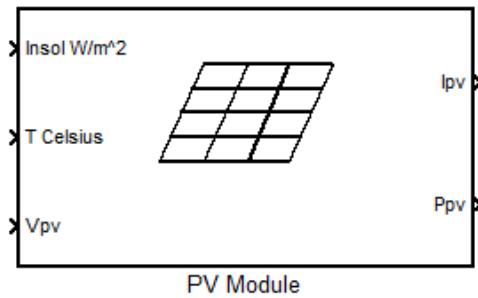 Insol W/m^2
Ipv
T Celsius
Ppv
Vpv
PV Module